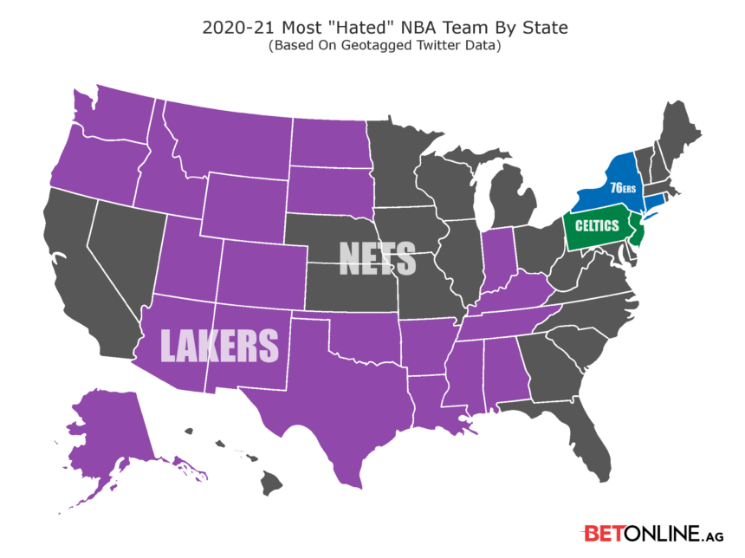 2020-21 Most "Hated" NBA Team By State
(Based On Geotagged Twitter Data)
76ERS
CELTICS
NETS
LAKERS
BETONLINE.AG